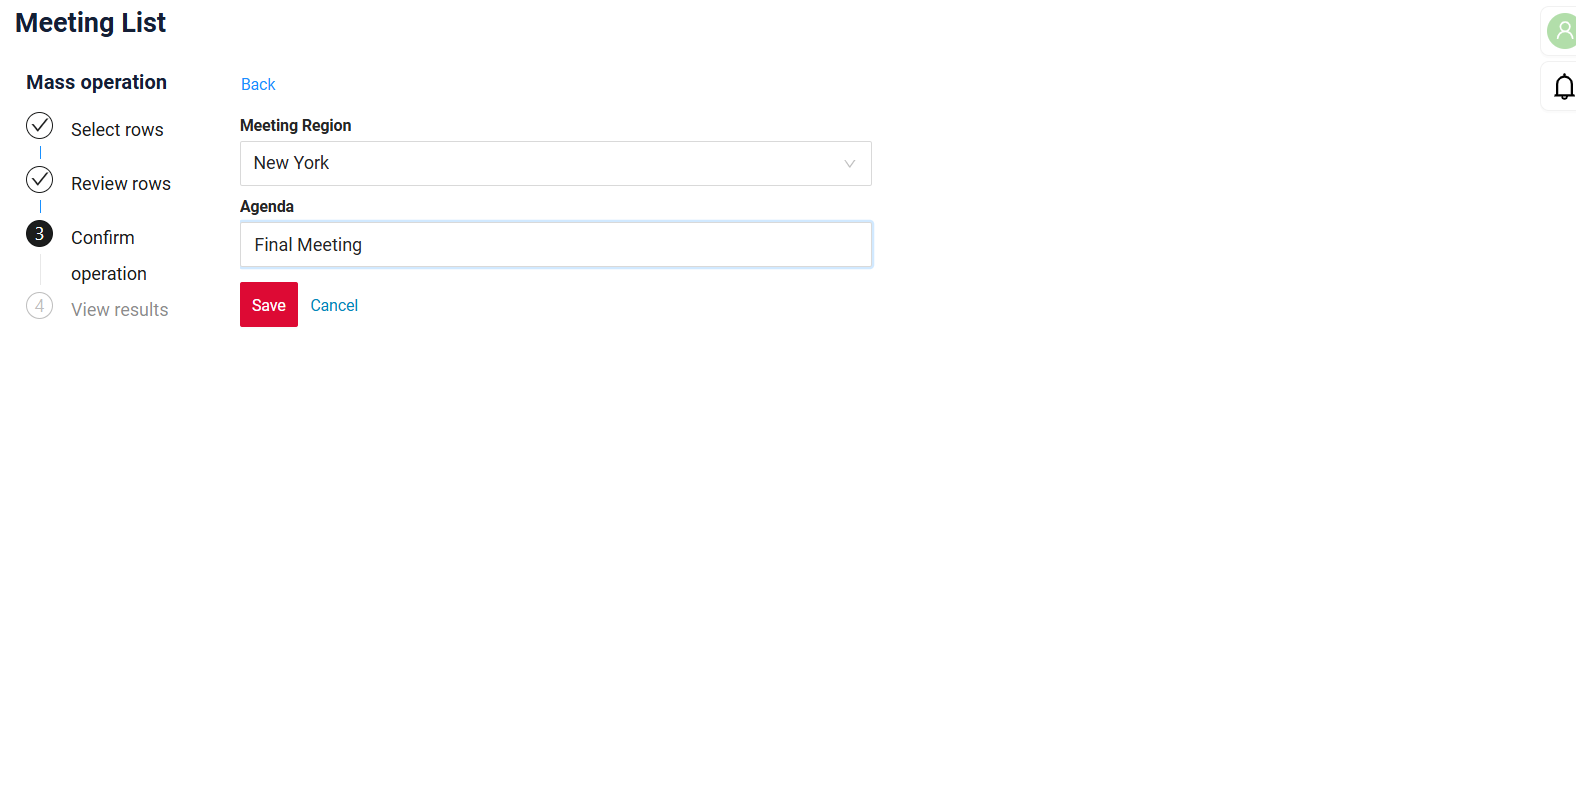 Meeting List
Mass operation
Select rows
Review rows
3
Confirm
operation
4
View results
Back
Meeting Region
New York
Agenda
Final Meeting
Save
Cancel